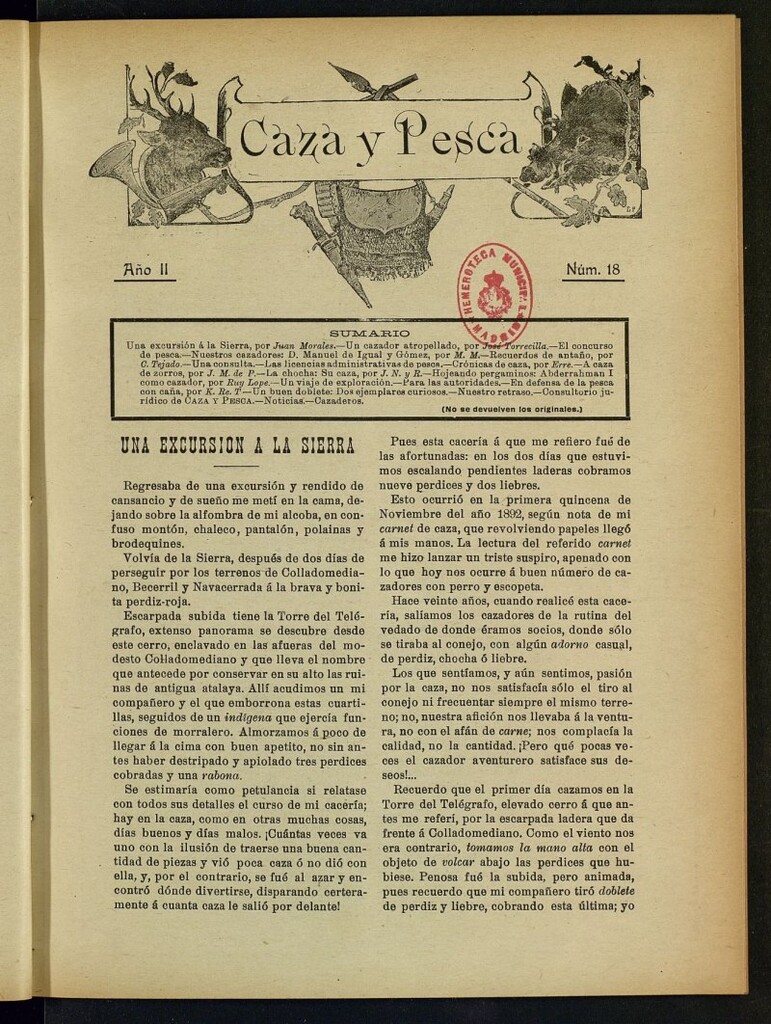 Caza y Pesca
Año II
Núm. 18
HEMEROTECA MUNICIPAL
MADRID
SUMARIO
Una excursión á la Sierra, por Juan Morales.—Un cazador atropellado, por José Torrecilla.—El concurso
de pesca.—Nuestros cazadores: D. Manuel de Igual y Gómez, por M. M.—Recuerdos de antaño, por
C. Tejado.—Una consulta.—Las licencias administrativas de pesca.—Crónicas de caza, por Erre.—A caza
de zorros, por J. M. de P.—La chocha: Su caza, por J. N. y R.—Hojeando pergaminos: Abderrahman I
como cazador, por Ruy Lope.—Un viaje de exploración.—Para las autoridades.—En defensa de la pesca
con caña, por K. Re. T—Un buen doblete: Dos ejemplares curiosos.—Nuestro retraso.—Consultorio ju-
rídico de CAZA Y PESCA.—Noticias.—Cazaderos.
(No se devuelven los originales.)
UNA EXCURSION A LA SIERRA
Regresaba de una excursión y rendido de
cansancio y de sueño me metí en la cama, de-
jando sobre la alfombra de mi alcoba, en con-
fuso montón, chaleco, pantalón, polainas y
brodequines.
Volvía de la Sierra, después de dos días de
perseguir por los terrenos de Colladomedia-
no, Becerril y Navacerrada á la brava y boni-
ta perdiz-roja.
Escarpada subida tiene la Torre del Telé-
grafo, extenso panorama se descubre desde
este cerro, enclavado en las afueras del mo-
desto Colladomediano y que lleva el nombre
que antecede por conservar en su alto las rui-
nas de antigua atalaya. Allí acudimos un mi
compañero y el que emborrona estas cuarti-
llas, seguidos de un indígena que ejercía fun-
ciones de morralero. Almorzamos á poco de
llegar á la cima con buen apetito, no sin an-
tes haber destripado y apiolado tres perdices
cobradas y una rabona.
Se estimaría como petulancia si relatase
con todos sus detalles el curso de mi cacería;
hay en la caza, como en otras muchas cosas,
días buenos y días malos. ¡Cuántas veces va
uno con la ilusión de traerse una buena can-
tidad de piezas y vió poca caza ó no dió con
ella, y, por el contrario, se fué al azar y en-
contró dónde divertirse, disparando certera-
mente á cuanta caza le salió por delante!
Pues esta cacería á que me refiero fué de
las afortunadas: en los dos días que estuvi-
mos escalando pendientes laderas cobramos
nueve perdices y dos liebres.
Esto ocurrió en la primera quincena de
Noviembre del año 1892, según nota de mi
carnet de caza, que revolviendo papeles llegó
á mis manos. La lectura del referido carnet
me hizo lanzar un triste suspiro, apenado con
lo que hoy nos ocurre á buen número de ca-
zadores con perro y escopeta.
Hace veinte años, cuando realicé esta cace-
ría, salíamos los cazadores de la rutina del
vedado de donde éramos socios, donde sólo
se tiraba al conejo, con algún adorno casual,
de perdiz, chocha ó liebre.
Los que sentíamos, y aún sentimos, pasión
por la caza, no nos satisfacía sólo el tiro al
conejo ni frecuentar siempre el mismo terre-
no; no, nuestra afición nos llevaba á la ventu-
ra, no con el afán de carne; nos complacía la
calidad, no la cantidad. ¡Pero qué pocas ve-
ces el cazador aventurero satisface sus de-
seos!...
Recuerdo que el primer día cazamos en la
Torre del Telégrafo, elevado cerro á que an-
tes me referí, por la escarpada ladera que da
frente á Colladomediano. Como el viento nos
era contrario, tomamos la mano alta con el
objeto de volcar abajo las perdices que hu-
biese. Penosa fué la subida, pero animada,
pues recuerdo que mi compañero tiró doblete
de perdiz y liebre, cobrando esta última; yo